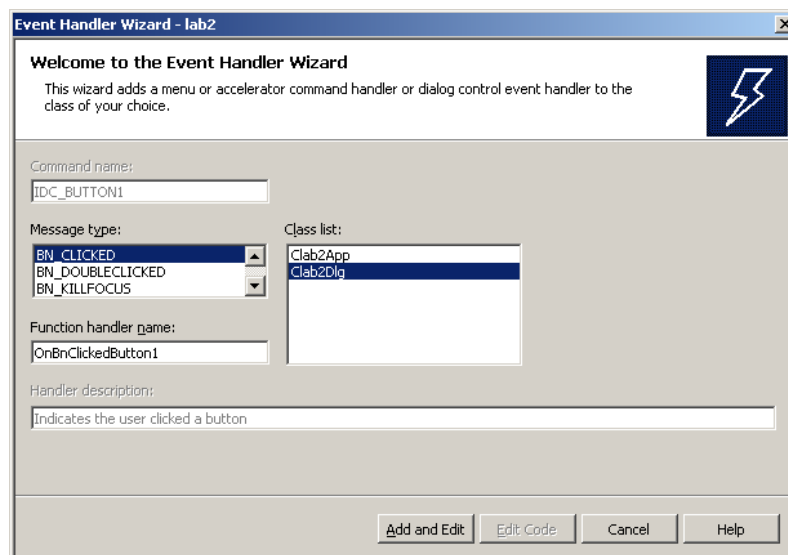 Event Handler Wizard - lab2
Welcome to the Event Handler Wizard
This wizard adds a menu or accelerator command handler or dialog control event handler to the
class of your choice.
Command name:
IDC_BUTTON1
Message type:
BN_CLICKED
BN_DOUBLECLICKED
BN_KILLFOCUS
Class list:
Clab2App
Clab2Dlg
Function handler name:
OnBnClickedButton1
Handler description:
Indicates the user clicked a button
Add and Edit
Edit Code
Cancel
Help